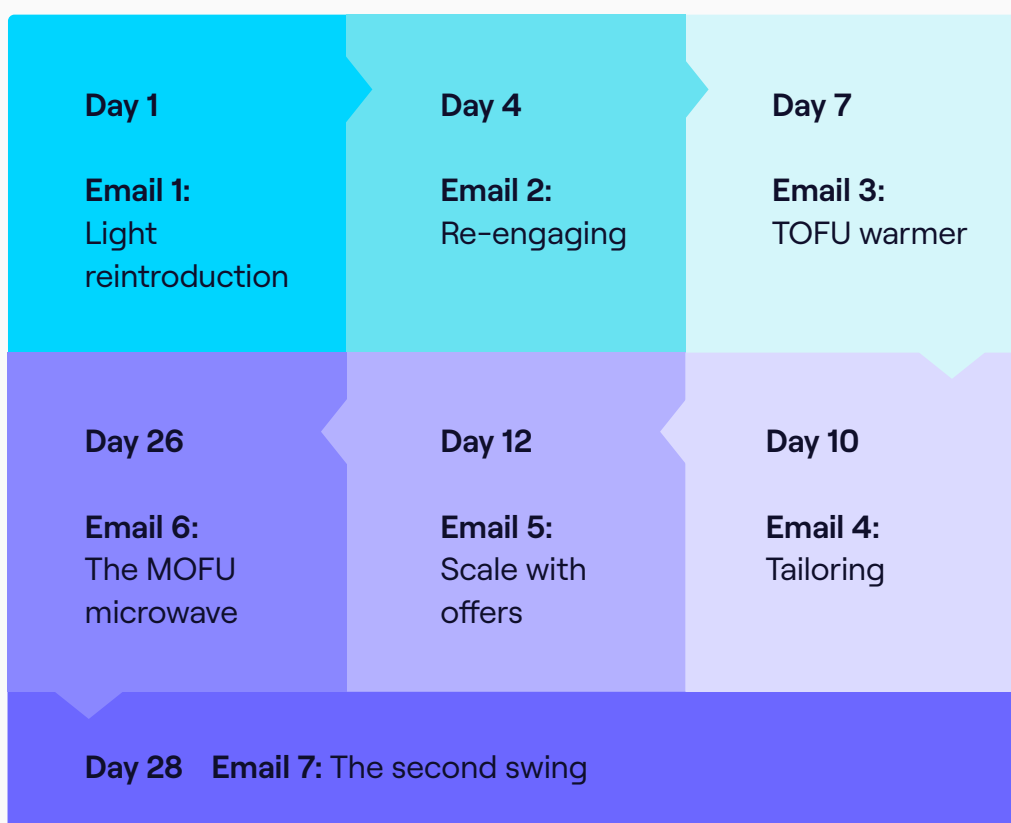 Day 1
Email 1:
Light
reintroduction
Day 4
Email 2:
Re-engaging
Day 7
Email 3:
TOFU warmer
Day 10
Email 4:
Tailoring
Day 12
Email 5:
Scale with
offers
Day 26
Email 6:
The MOFU
microwave
Day 28 Email 7: The second swing